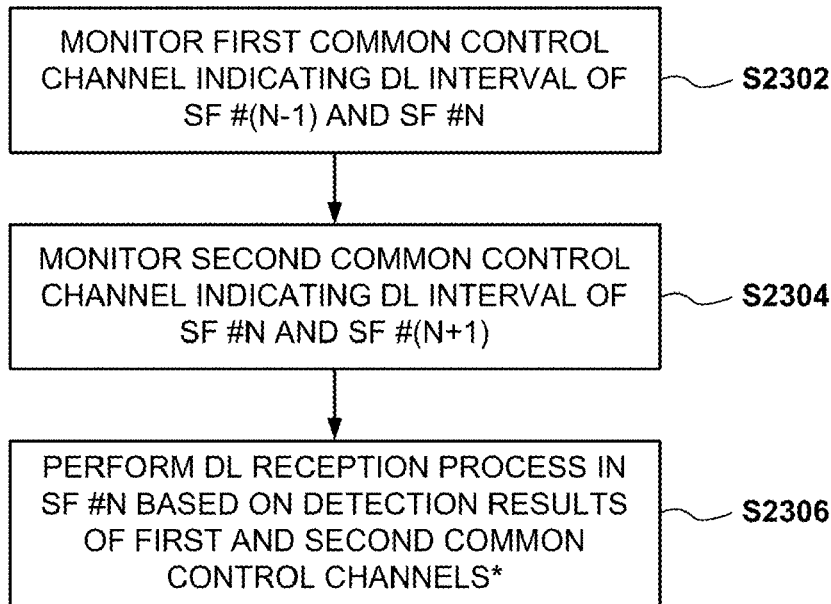 MONITOR FIRST COMMON CONTROL
CHANNEL INDICATING DL INTERVAL OF
SF #(N-1) AND SF #N
S2302
MONITOR SECOND COMMON CONTROL
CHANNEL INDICATING DL INTERVAL OF
SF #N AND SF #(N+1)
S2304
PERFORM DL RECEPTION PROCESS IN
SF #N BASED ON DETECTION RESULTS
OF FIRST AND SECOND COMMON
CONTROL CHANNELS*
S2306